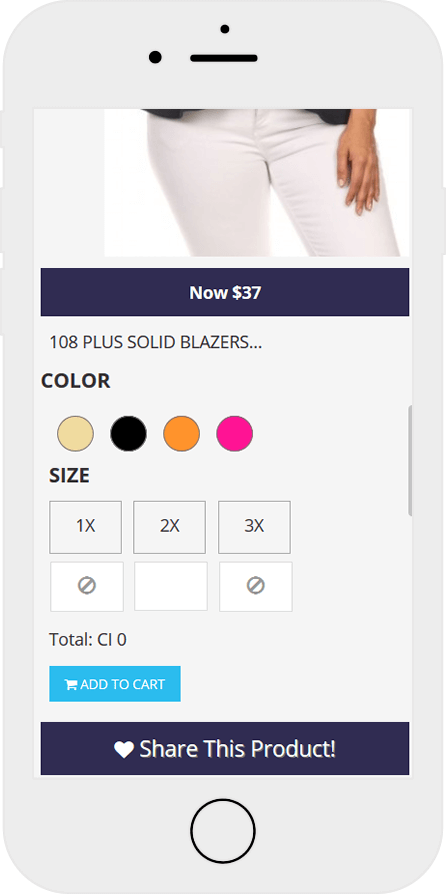 Now $37
108 PLUS SOLID BLAZERS...
COLOR
SIZE
1X 2X 3X
Total: CI 0
ADD TO CART
Share This Product!